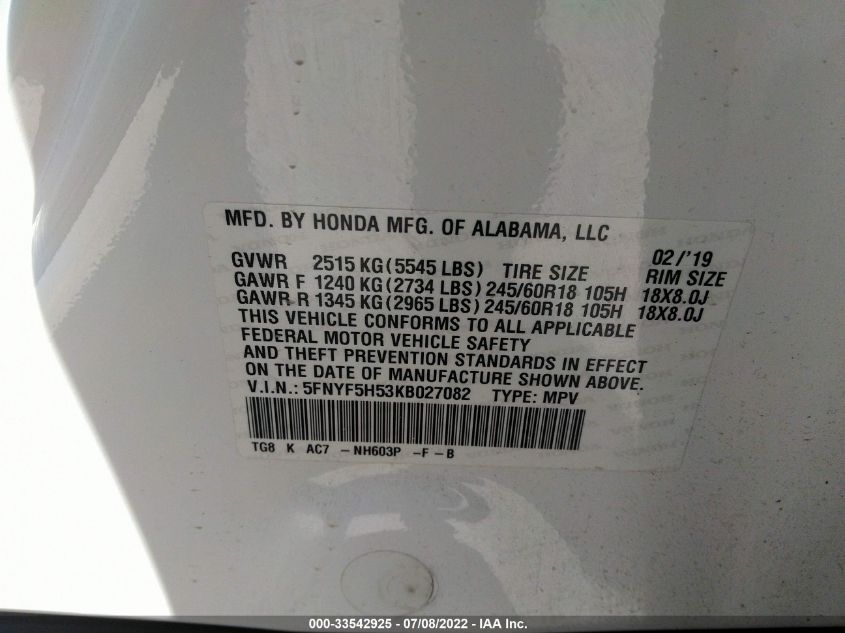 MFD. BY HONDA MFG. OF ALABAMA, LLC
GVWR 2515 KG (5545 LBS) TIRE SIZE 02/'19 RIM SIZE
GAWR F 1240 KG (2734 LBS) 245/60R18 105H 18X8.0J
GAWR R 1345 KG (2965 LBS) 245/60R18 105H 18X8.0J
THIS VEHICLE CONFORMS TO ALL APPLICABLE
FEDERAL MOTOR VEHICLE SAFETY
AND THEFT PREVENTION STANDARDS IN EFFECT
ON THE DATE OF MANUFACTURE SHOWN ABOVE.
V.I.N.: 5FNYF5H53KB027082 TYPE: MPV
TG8 K AC7 -NH603P -F-B
000-33542925 - 07/08/2022 - IAA Inc.